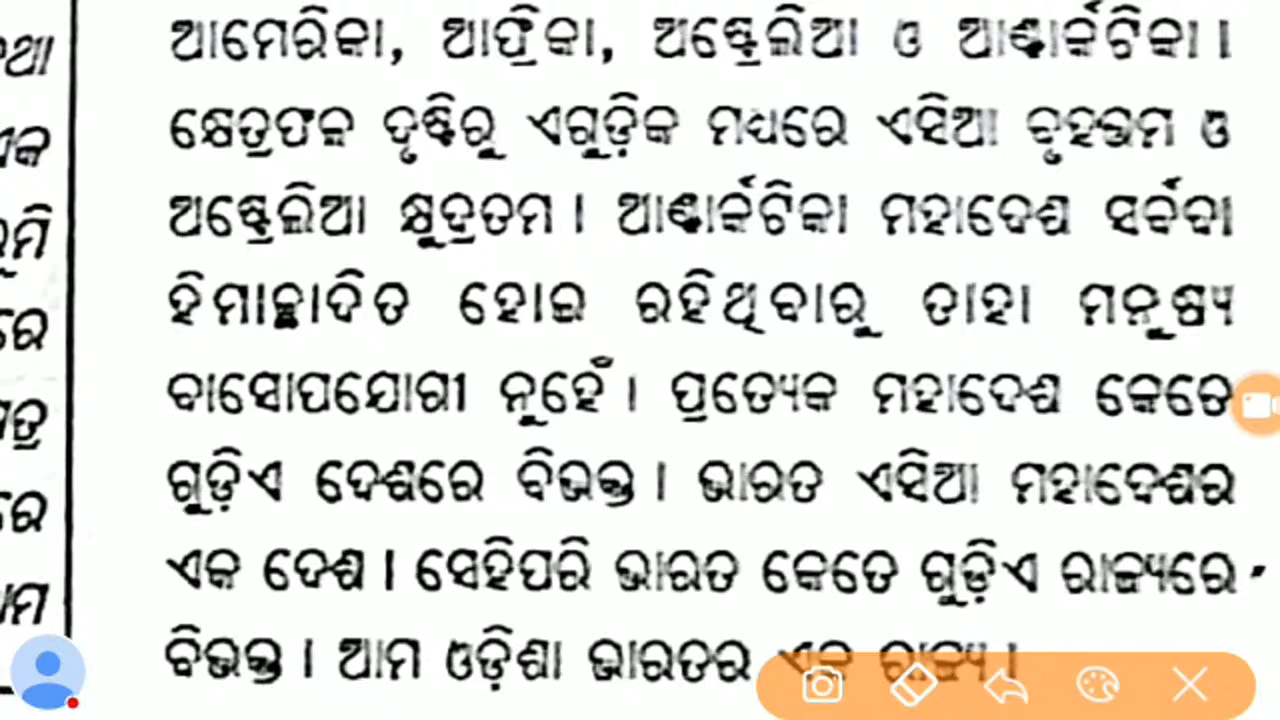 ଆମେରିକା, ଆଫ୍ରିକା, ଅଷ୍ଟ୍ରେଲିଆ ଓ ଆଣ୍ଟାର୍କଟିକା ।
କ୍ଷେତ୍ରଫଳ ଦୃଷ୍ଟିରୁ ଏଗୁଡ଼ିକ ମଧ୍ୟରେ ଏସିଆ ବୃହତ୍ତମ ଓ
ଅଷ୍ଟ୍ରେଲିଆ କ୍ଷୁଦ୍ରତମ । ଆଣ୍ଟାର୍କଟିକା ମହାଦେଶ ସର୍ବଦା
ହିମାଚ୍ଛାଦିତ ହୋଇ ରହିଥିବାରୁ ତାହା ମନୁଷ୍ୟ
ବାସୋପଯୋଗୀ ନୁହେଁ । ପ୍ରତ୍ୟେକ ମହାଦେଶ କେତେ
ଗୁଡ଼ିଏ ଦେଶରେ ବିଭକ୍ତ । ଭାରତ ଏସିଆ ମହାଦେଶର
ଏକ ଦେଶ । ସେହିପରି ଭାରତ କେତେ ଗୁଡ଼ିଏ ରାଜ୍ୟରେ
ବିଭକ୍ତ । ଆମ ଓଡ଼ିଶା ଭାରତର ଏକ ରାଜ୍ୟ ।